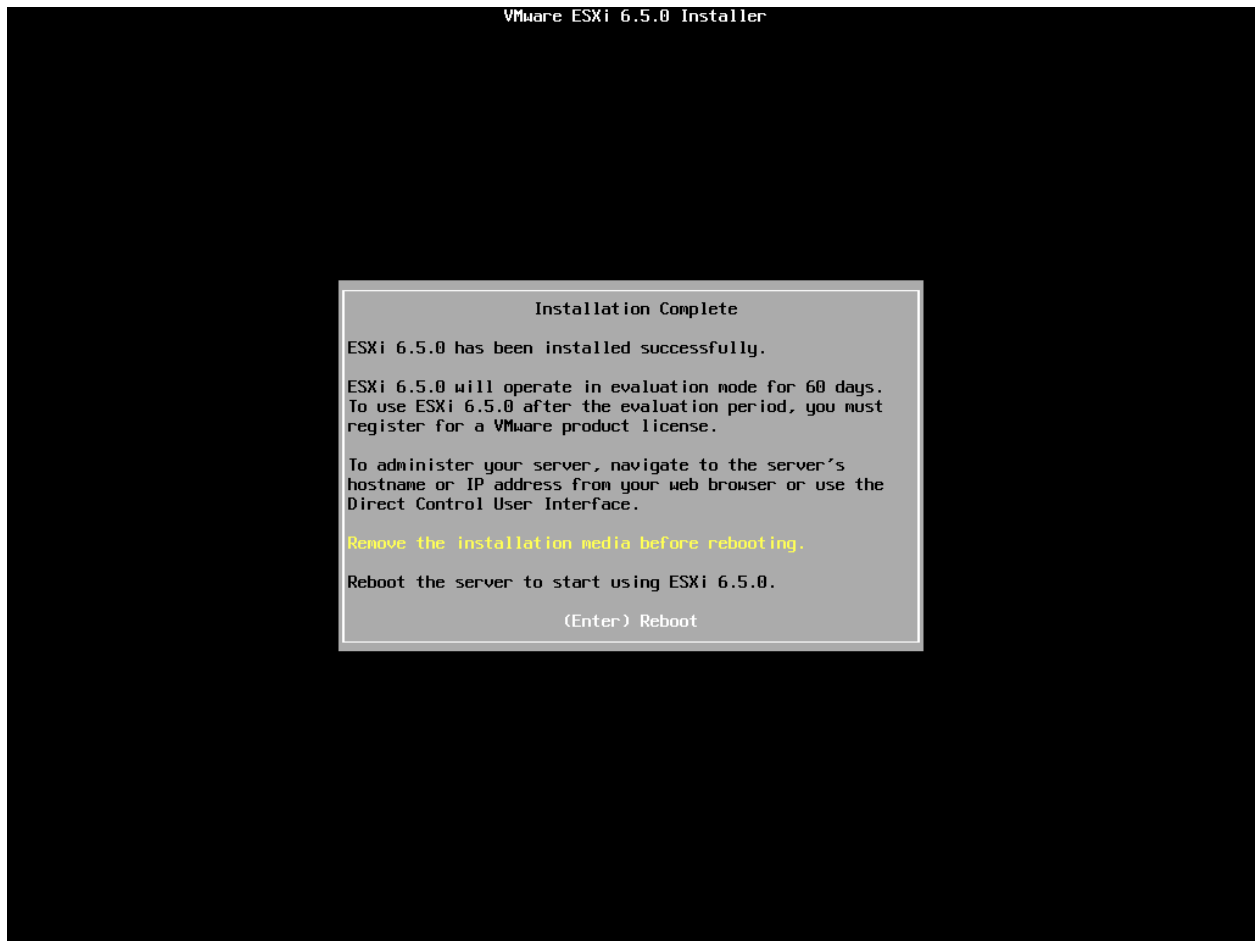 VMware ESXi 6.5.0 Installer
Installation Complete
ESXi 6.5.0 has been installed successfully.
ESXi 6.5.0 will operate in evaluation mode for 60 days.
To use ESXi 6.5.0 after the evaluation period, you must
register for a VMware product license.
To administer your server, navigate to the server's
hostname or IP address from your web browser or use the
Direct Control User Interface.
Remove the installation media before rebooting.
Reboot the server to start using ESXi 6.5.0.
(Enter) Reboot